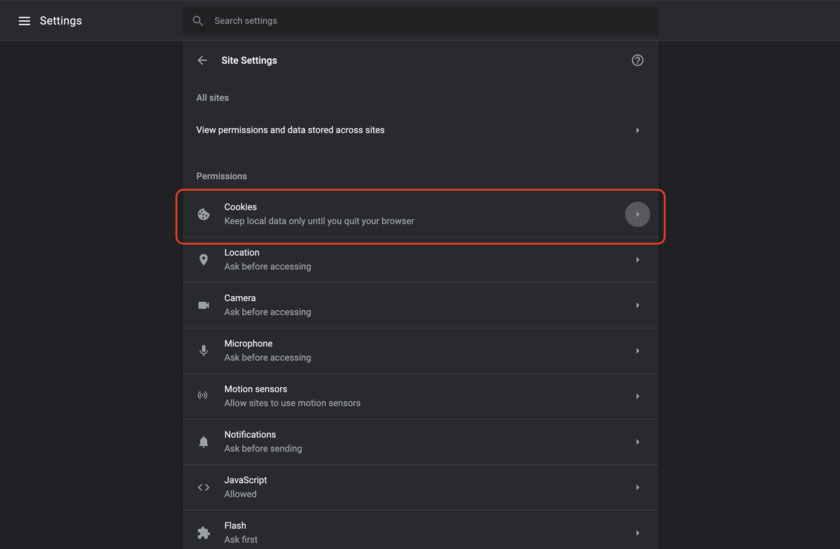 Settings
Search settings
Site Settings
All sites
View permissions and data stored across sites
Permissions
Cookies
Keep local data only until you quit your browser
Location
Ask before accessing
Camera
Ask before accessing
Microphone
Ask before accessing
Motion sensors
Allow sites to use motion sensors
Notifications
Ask before sending
JavaScript
Allowed
Flash
Ask first